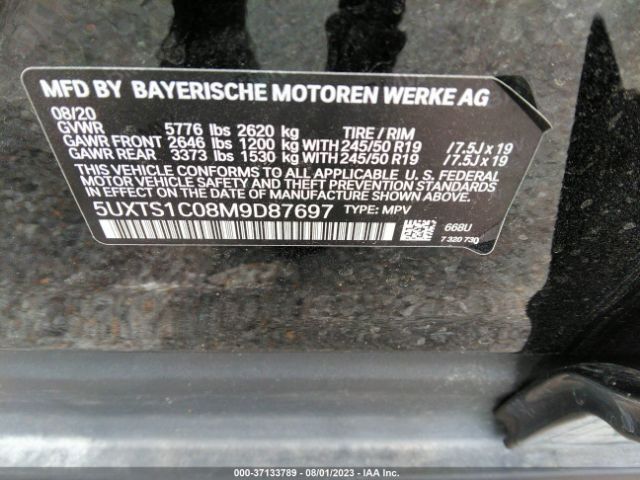 MFD BY BAYERISCHE MOTOREN WERKE AG
08/20
GVWR 5776 lbs 2620 kg TIRE / RIM
GAWR FRONT 2646 lbs 1200 kg WITH 245/50 R19 / 7.5J x 19
GAWR REAR 3373 lbs 1530 kg WITH 245/50 R19 / 7.5J x 19
THIS VEHICLE CONFORMS TO ALL APPLICABLE U. S. FEDERAL
MOTOR VEHICLE SAFETY, BUMPER, AND THEFT PREVENTION
STANDARDS IN EFFECT ON THE DATE OF MANUFACTURE SHOWN ABOVE.
5UXTS1C08M9D87697 TYPE: MPV
668U
7 320 730
000-37133789 - 08/01/2023 - IAA Inc.